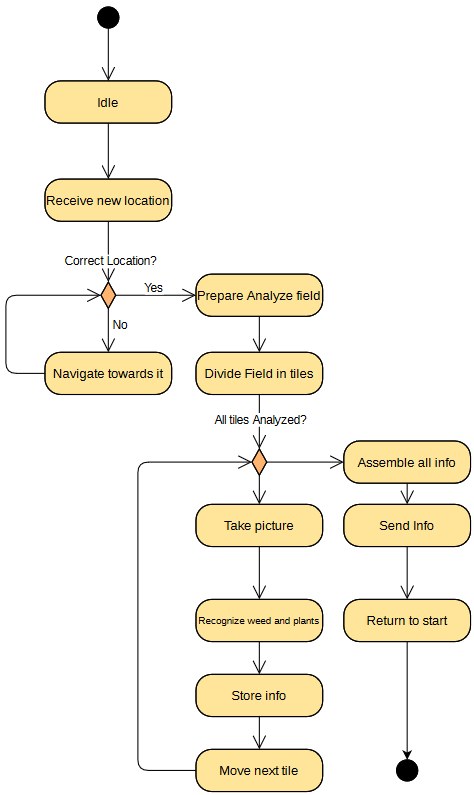 Idle
Receive new location
Correct Location?
Yes
No
Prepare Analyze field
Navigate towards it
Divide Field in tiles
All tiles Analyzed?
Assemble all info
Take picture
Send Info
Recognize weed and plants
Return to start
Store info
Move next tile